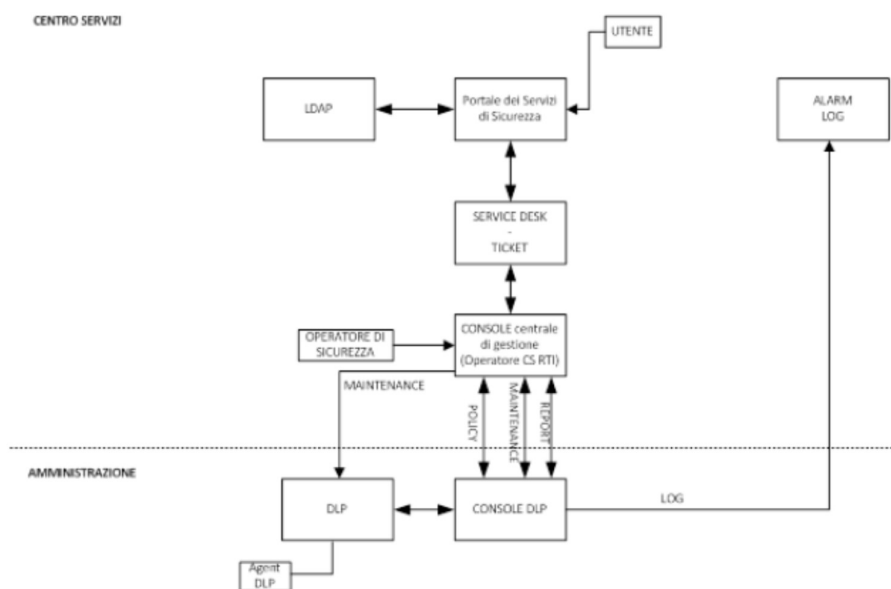 CENTRO SERVIZI
UTENTE
LDAP
Portale dei Servizi
di Sicurezza
ALARM
LOG
SERVICE DESK
-
TICKET
OPERATORE DI
SICUREZZA
CONSOLE centrale
di gestione
(Operatore CS RTI)
MAINTENANCE
POLICY
MAINTENANCE
REPORT
AMMINISTRAZIONE
DLP
CONSOLE DLP
LOG
Agent
DLP